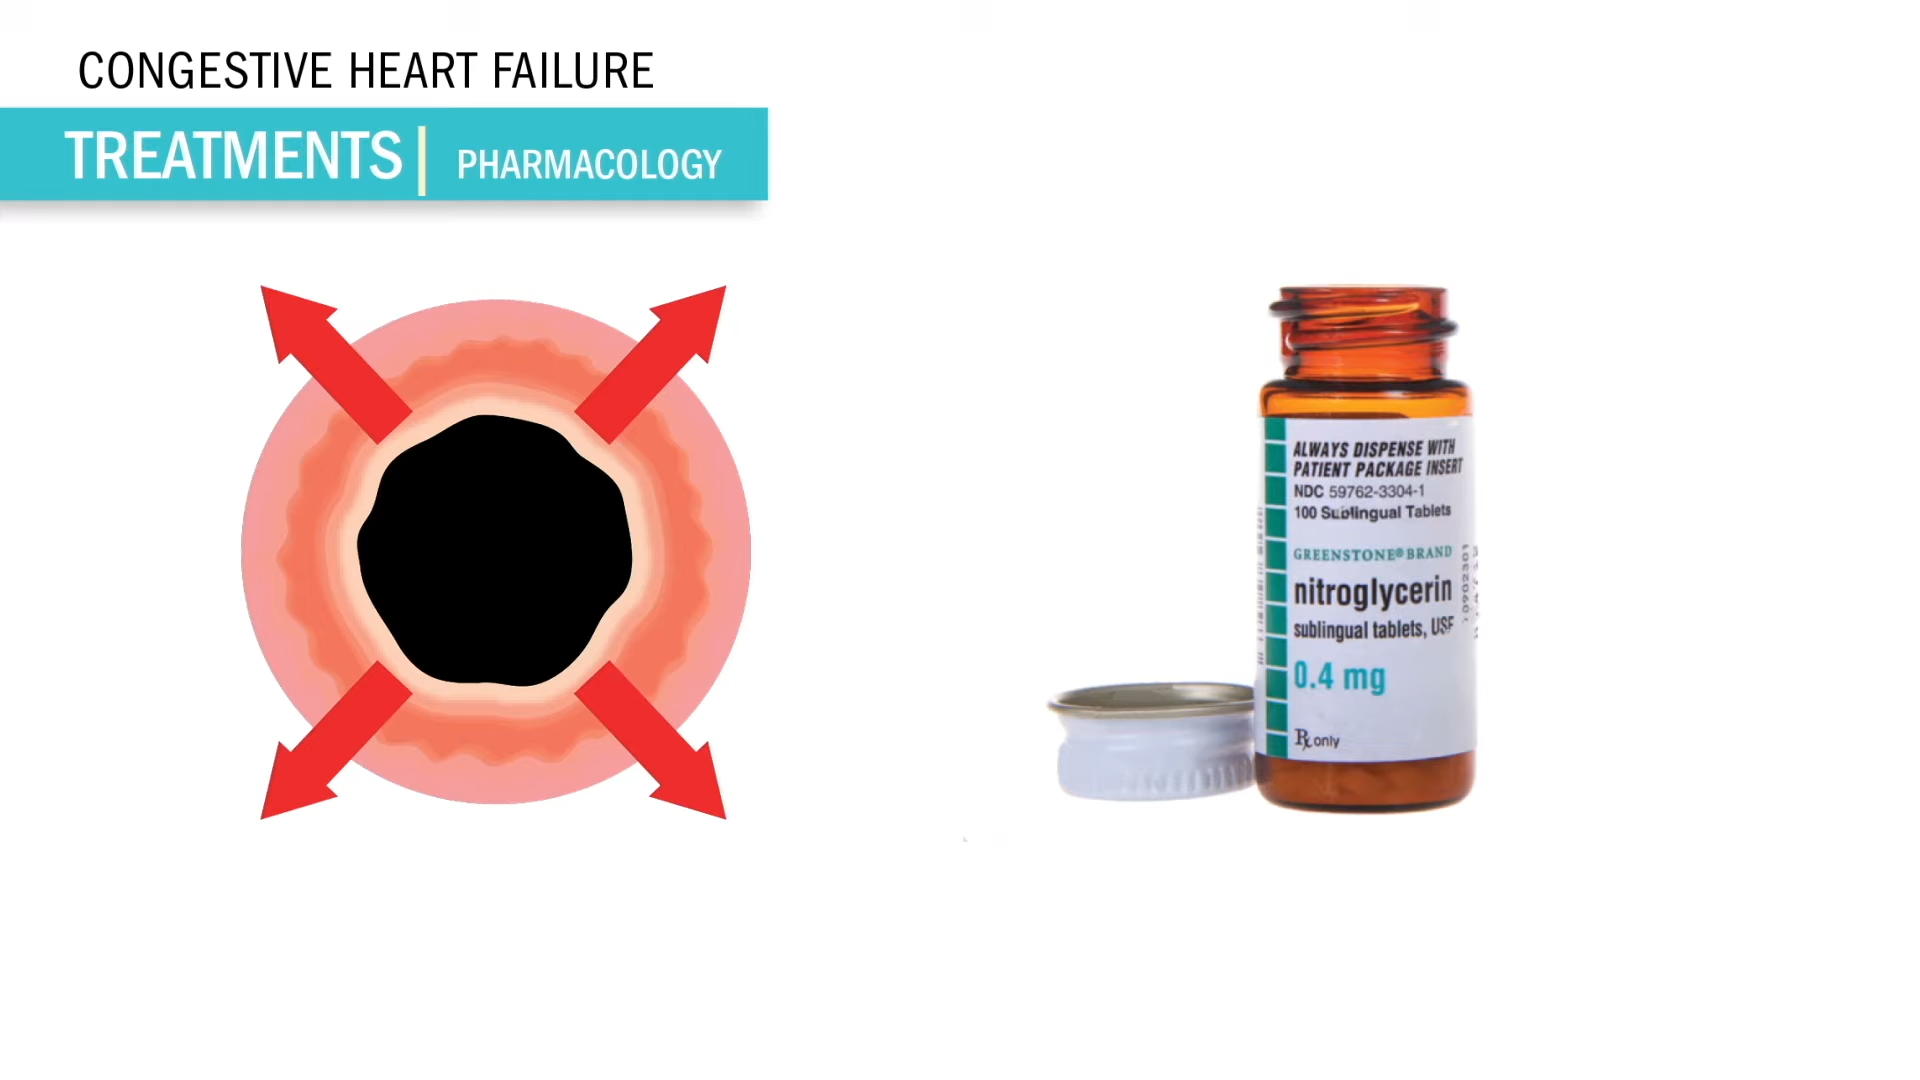 CONGESTIVE HEART FAILURE
TREATMENTS | PHARMACOLOGY
ALWAYS DISPENSE WITH
PATIENT PACKAGE INSERT
NDC 59762-3304-1
100 Sublingual Tablets
GREENSTONE® BRAND
nitroglycerin
sublingual tablets, USP
0.4 mg
Rx only